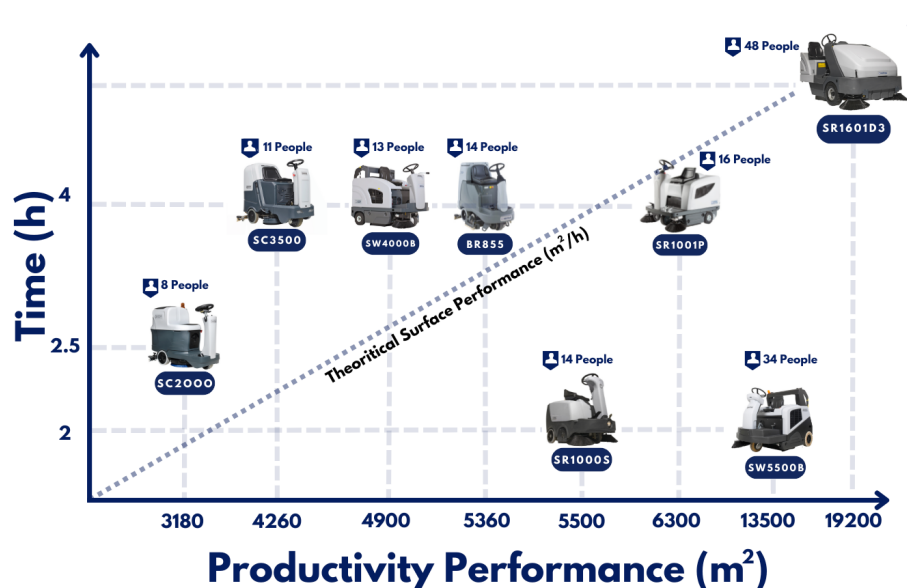 48 People
SR1601D3
11 People
13 People
14 People
16 People
4
SC3500
SW4000B
BR855
SR1001P
Theoritical Surface Performance (m²/h)
Time (h)
8 People
2.5
SC2000
14 People
34 People
2
SR1000S
SW5500B
3180 4260 4900 5360 5500 6300 13500 19200
Productivity Performance (m²)